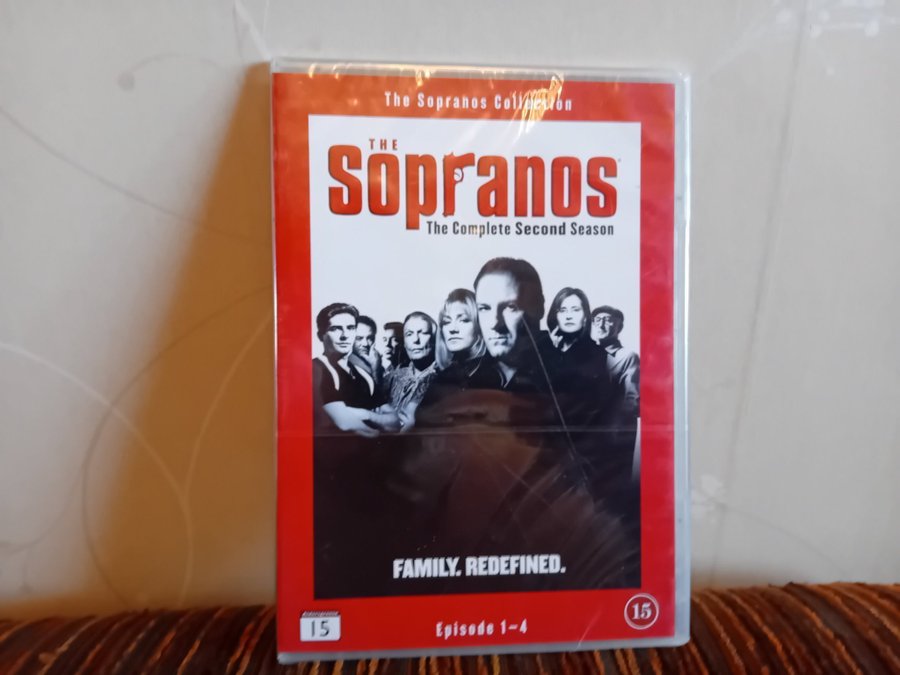 The Sopranos Collection
THE
Sopranos
The Complete Second Season
FAMILY. REDEFINED.
15
15
Episode 1-4